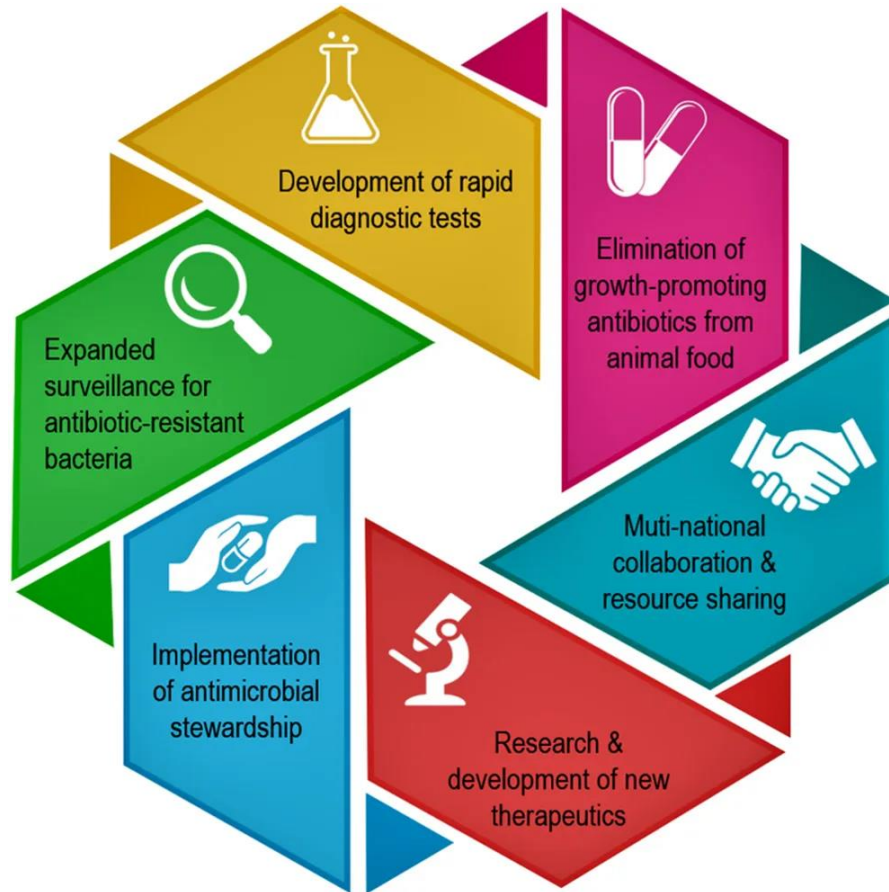 Development of rapid
diagnostic tests
Elimination of
growth-promoting
antibiotics from
animal food
Muti-national
collaboration &
resource sharing
Research &
development of new
therapeutics
Implementation
of antimicrobial
stewardship
Expanded
surveillance for
antibiotic-resistant
bacteria